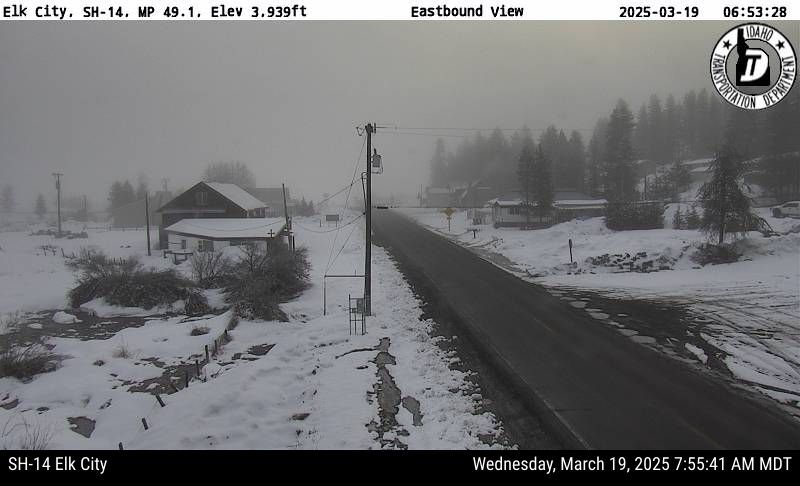 Elk City, SH-14, MP 49.1, Elev 3,939ft Eastbound View 2025-03-19 06:53:28
IDAHO
TRANSPORTATION DEPARTMENT
SH-14 Elk City Wednesday, March 19, 2025 7:55:41 AM MDT